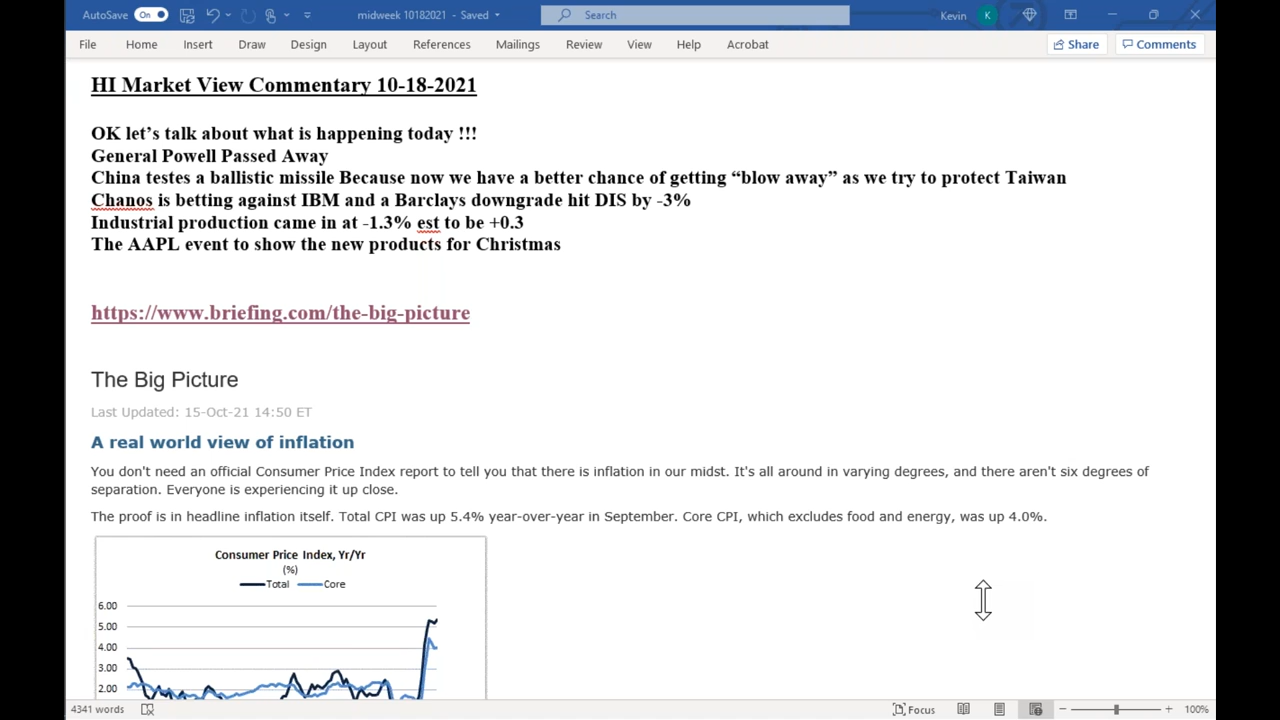 AutoSave On midweek 10182021 - Saved Search Kevin K
File Home Insert Draw Design Layout References Mailings Review View Help Acrobat Share Comments
HI Market View Commentary 10-18-2021
OK let’s talk about what is happening today !!!
General Powell Passed Away
China testes a ballistic missile Because now we have a better chance of getting “blow away” as we try to protect Taiwan
Chanos is betting against IBM and a Barclays downgrade hit DIS by -3%
Industrial production came in at -1.3% est to be +0.3
The AAPL event to show the new products for Christmas
https://www.briefing.com/the-big-picture
The Big Picture
Last Updated: 15-Oct-21 14:50 ET
A real world view of inflation
You don't need an official Consumer Price Index report to tell you that there is inflation in our midst. It's all around in varying degrees, and there aren't six degrees of
separation. Everyone is experiencing it up close.
The proof is in headline inflation itself. Total CPI was up 5.4% year-over-year in September. Core CPI, which excludes food and energy, was up 4.0%.
Consumer Price Index, Yr/Yr
(%)
Total Core
6.00
5.00
4.00
3.00
2.00
4341 words Focus 100%